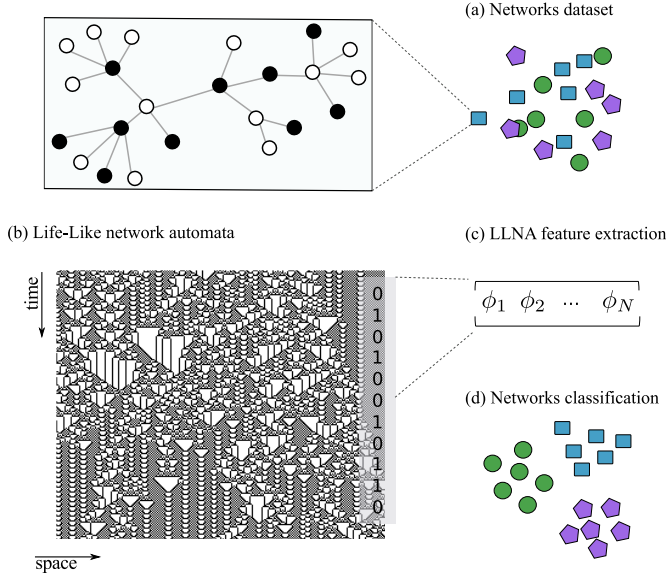 (a) Networks dataset
(b) Life-Like network automata
(c) LLNA feature extraction
time
0
1
0
1
0
0
1
0
1
1
0
ϕ1 ϕ2 ... ϕN
(d) Networks classification
space